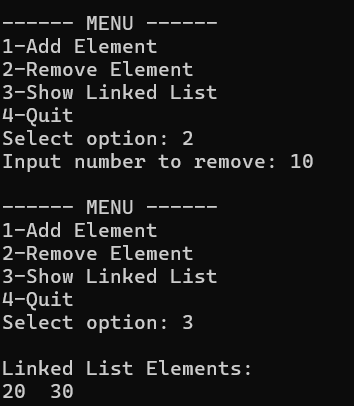 ------ MENU ------
1-Add Element
2-Remove Element
3-Show Linked List
4-Quit
Select option: 2
Input number to remove: 10

------ MENU ------
1-Add Element
2-Remove Element
3-Show Linked List
4-Quit
Select option: 3

Linked List Elements:
20  30